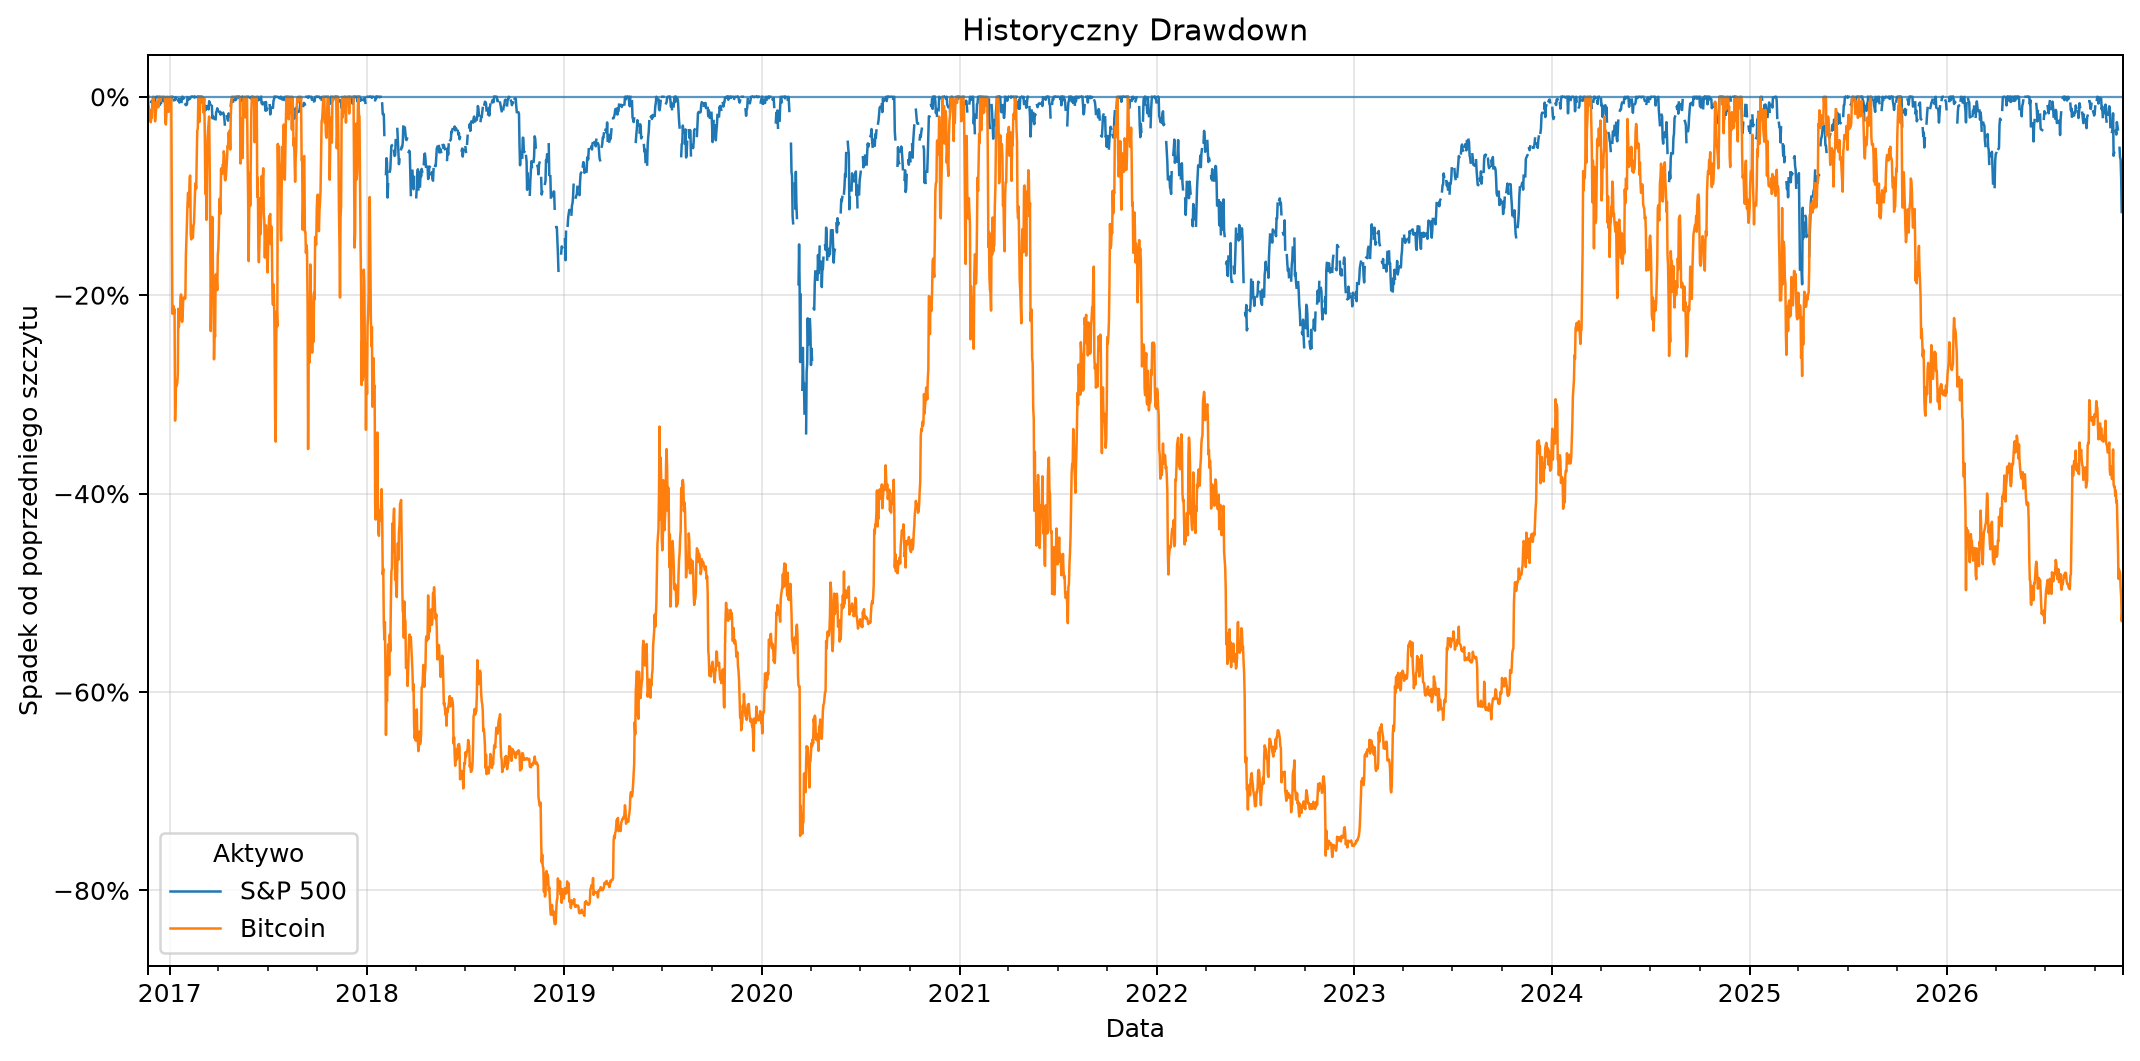 Historyczny Drawdown
Spadek od poprzedniego szczytu
0%
−20%
−40%
−60%
−80%
Aktywo
S&P 500
Bitcoin
2017 2018 2019 2020 2021 2022 2023 2024 2025 2026
Data